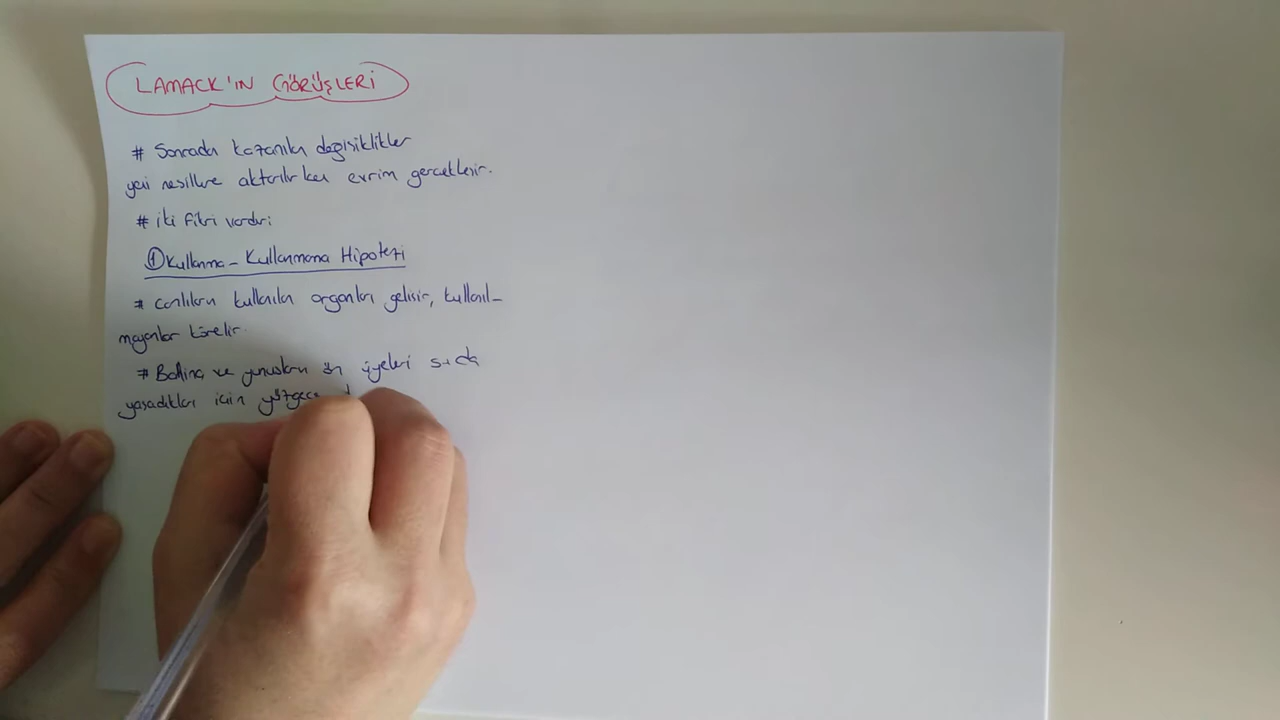 LAMACK'IN GÖRÜŞLERİ
# Sonradan kazanılan değişiklikler
yeni nesillere aktarılırken evrim gerçekleşir.
# İki fikri vardır:
① Kullanma - Kullanmama Hipotezi
# Canlıların kullanılan organları gelişir, kullanıl-
mayanlar körelir.
# Balina ve yunusların ön üyeleri suda
yaşadıkları için